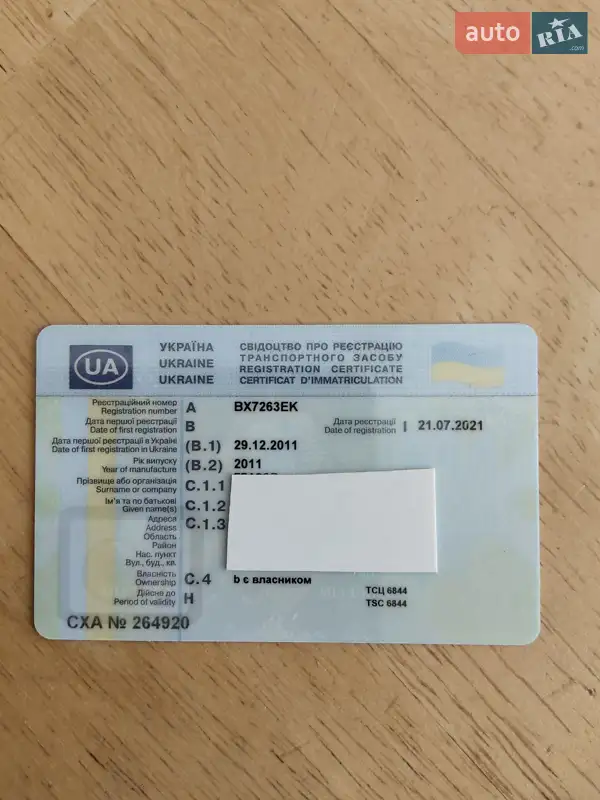 auto RIA .com
УКРАЇНА
UKRAINE
UKRAINE
СВІДОЦТВО ПРО РЕЄСТРАЦІЮ
ТРАНСПОРТНОГО ЗАСОБУ
REGISTRATION CERTIFICATE
CERTIFICAT D'IMMATRICULATION
UA
Реєстраційний номер
Registration number A BX7263EK
Дата першої реєстрації
Date of first registration B
Дата реєстрації
Date of registration I 21.07.2021
Дата першої реєстрації в Україні
Date of first registration in Ukraine (B.1) 29.12.2011
Рік випуску
Year of manufacture (B.2) 2011
Прізвище або організація
Surname or company C.1.1
Ім'я та по батькові
Given name(s) C.1.2
Адреса
Address C.1.3
Область
Район
Нас. пункт
Вул., буд., кв.
Власність
Ownership C.4 b є власником
Дійсне до
Period of validity H
ТСЦ 6844
TSC 6844
СХА № 264920